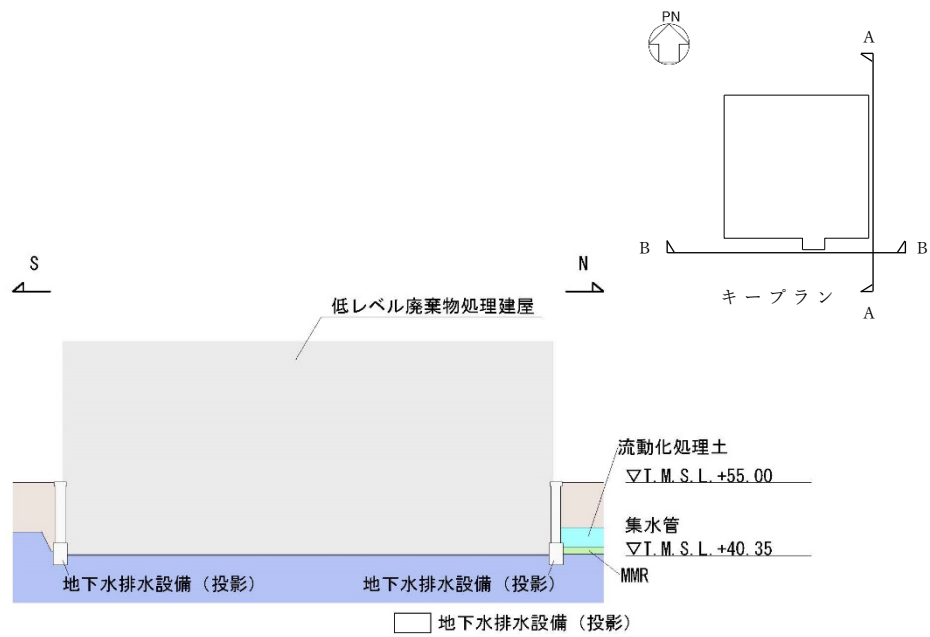 PN
A
B
B
キープラン
A
S
N
低レベル廃棄物処理建屋
流動化処理土
▽T.M.S.L.+55.00
集水管
▽T.M.S.L.+40.35
MMR
地下水排水設備（投影）
地下水排水設備（投影）
地下水排水設備（投影）